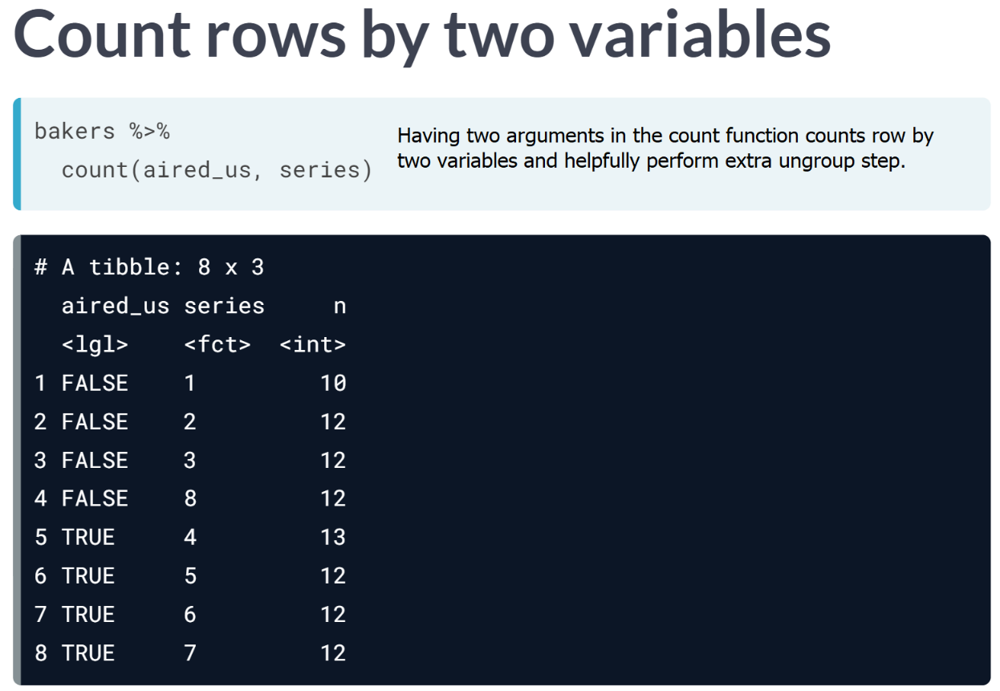 Count rows by two variables
bakers %>%
  count(aired_us, series)
Having two arguments in the count function counts row by
two variables and helpfully perform extra ungroup step.
# A tibble: 8 x 3
  aired_us series     n
  <lgl>    <fct>  <int>
1 FALSE    1         10
2 FALSE    2         12
3 FALSE    3         12
4 FALSE    8         12
5 TRUE     4         13
6 TRUE     5         12
7 TRUE     6         12
8 TRUE     7         12